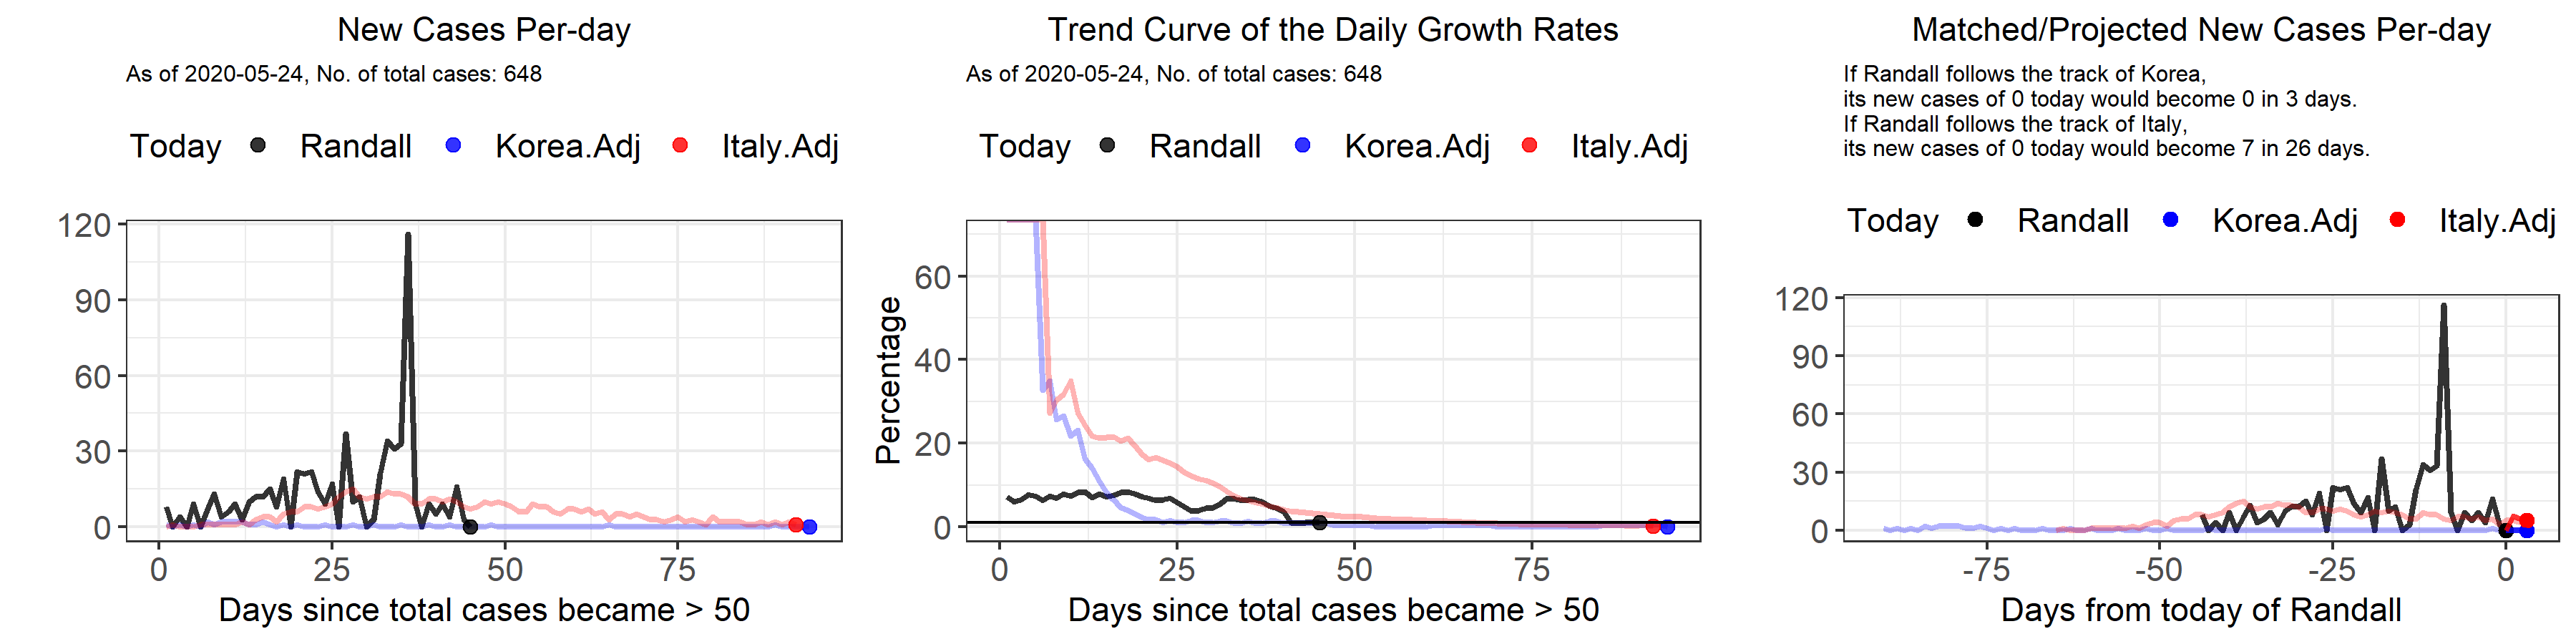 New Cases Per-day
As of 2020-05-24, No. of total cases: 648
Today Randall Korea.Adj Italy.Adj
120
90
60
30
0
0 25 50 75
Days since total cases became > 50
Trend Curve of the Daily Growth Rates
As of 2020-05-24, No. of total cases: 648
Today Randall Korea.Adj Italy.Adj
Percentage
60
40
20
0
0 25 50 75
Days since total cases became > 50
Matched/Projected New Cases Per-day
If Randall follows the track of Korea,
its new cases of 0 today would become 0 in 3 days.
If Randall follows the track of Italy,
its new cases of 0 today would become 7 in 26 days.
Today Randall Korea.Adj Italy.Adj
120
90
60
30
0
-75 -50 -25 0
Days from today of Randall